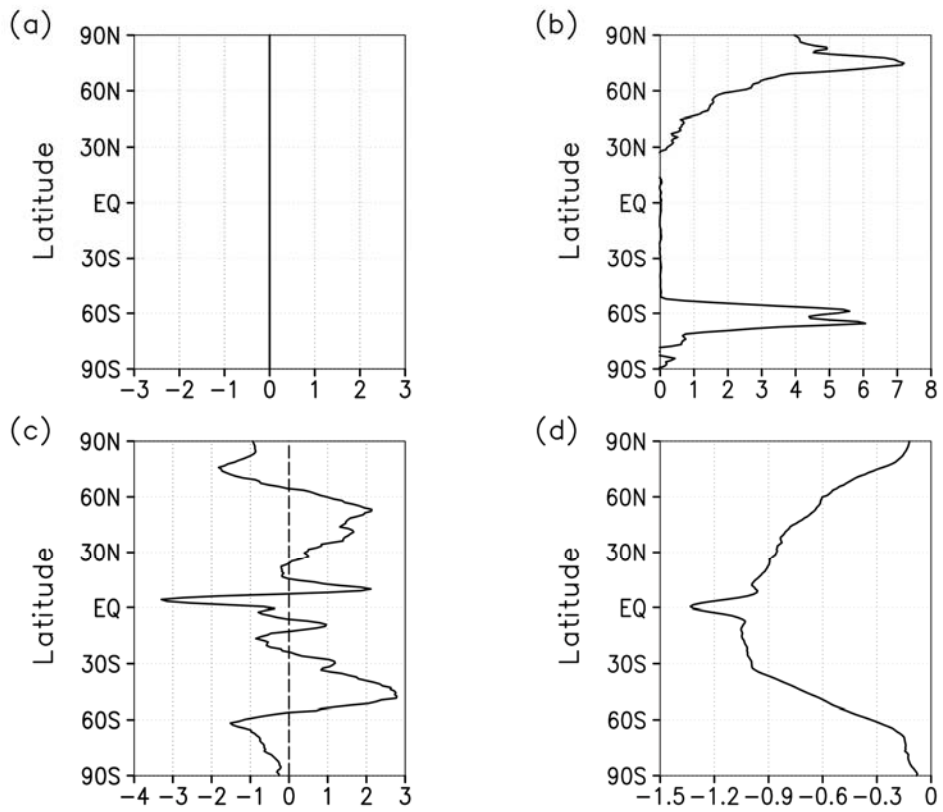 (a)
90N
60N
30N
EQ
30S
60S
90S
Latitude
-3 -2 -1 0 1 2 3
(b)
90N
60N
30N
EQ
30S
60S
90S
Latitude
0 1 2 3 4 5 6 7 8
(c)
90N
60N
30N
EQ
30S
60S
90S
Latitude
-4 -3 -2 -1 0 1 2 3
(d)
90N
60N
30N
EQ
30S
60S
90S
Latitude
-1.5 -1.2 -0.9 -0.6 -0.3 0